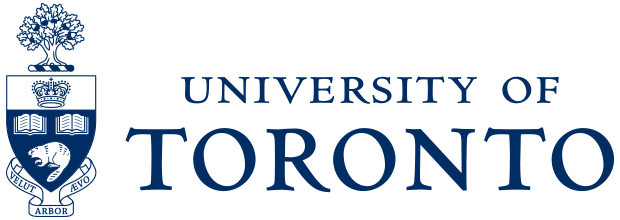 UNIVERSITY OF
TORONTO
VELUT
ÆVO
ARBOR